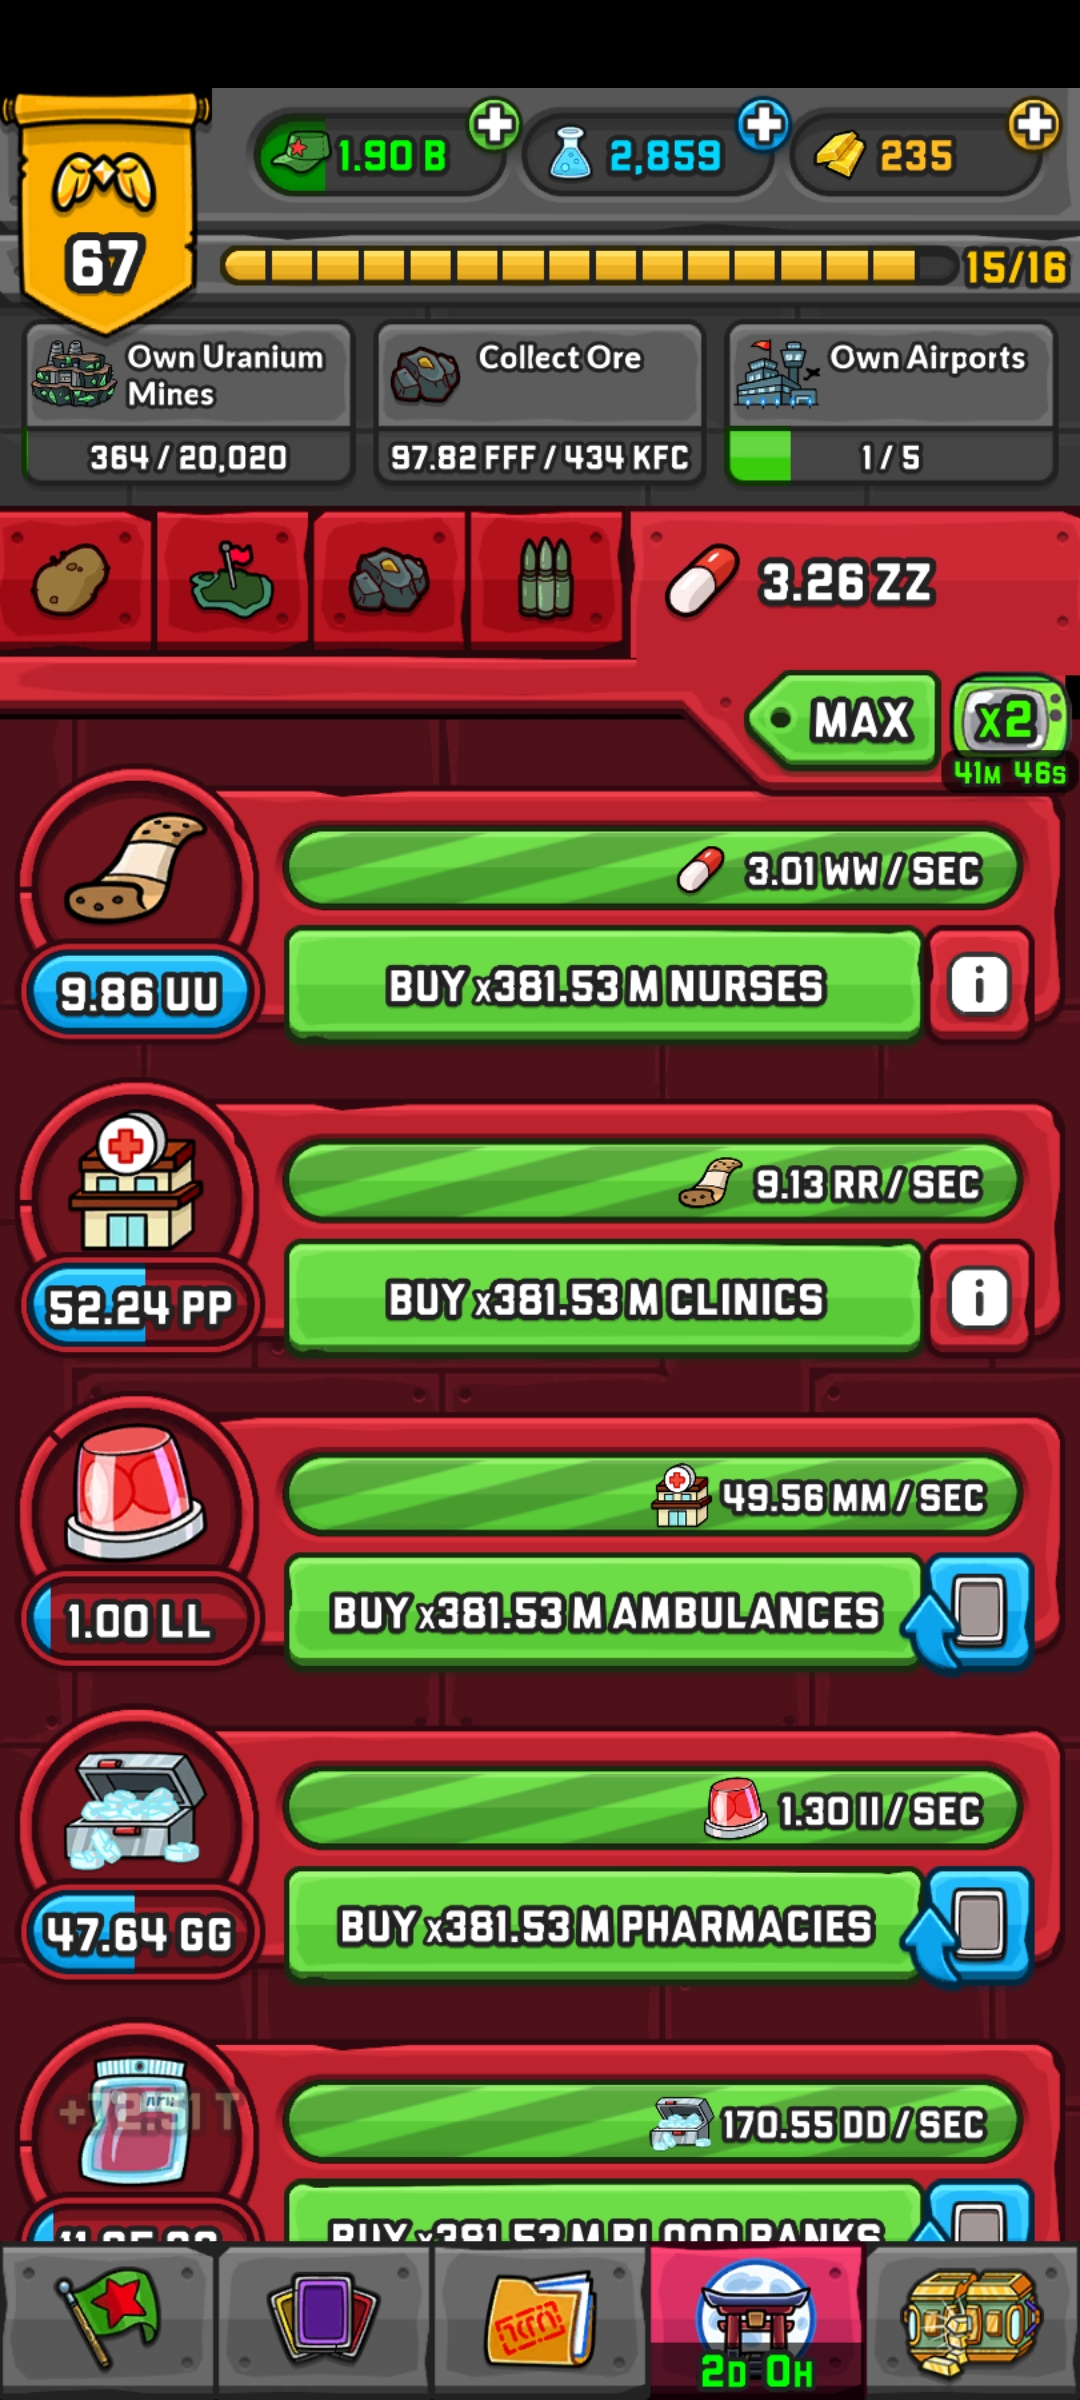 1.90 B
2,859
235
67
15/16
Own Uranium
Mines
Collect Ore
Own Airports
364 / 20,020
97.82 FFF / 434 KFC
1 / 5
3.26 ZZ
MAX
x2
41M 46S
3.01 WW / SEC
9.86 UU
BUY x381.53 M NURSES
i
9.13 RR / SEC
52.24 PP
BUY x381.53 M CLINICS
i
49.56 MM / SEC
1.00 LL
BUY x381.53 M AMBULANCES
1.30 II / SEC
47.64 GG
BUY x381.53 M PHARMACIES
170.55 DD / SEC
BUY x381.53 M BLOOD BANKS
2D 0H